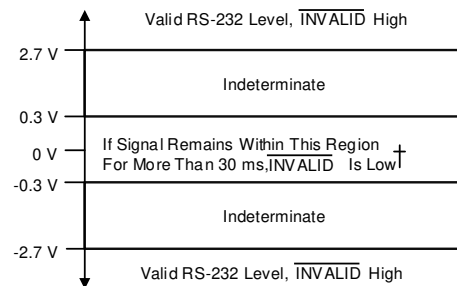 Valid RS-232 Level, INVALID High
2.7 V
Indeterminate
0.3 V
If Signal Remains Within This Region
0 V
For More Than 30 ms, INVALID Is Low†
-0.3 V
Indeterminate
-2.7 V
Valid RS-232 Level, INVALID High